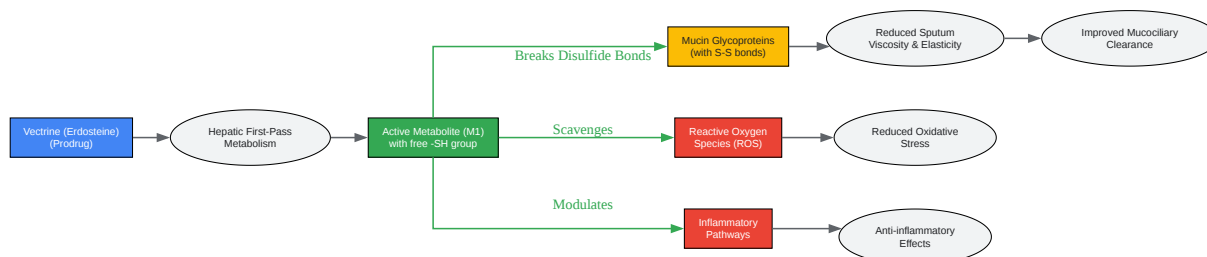 Vectrine (Erdosteine)
(Prodrug)
Hepatic First-Pass
Metabolism
Active Metabolite (M1)
with free -SH group
Breaks Disulfide Bonds
Mucin Glycoproteins
(with S-S bonds)
Reduced Sputum
Viscosity & Elasticity
Improved Mucociliary
Clearance
Scavenges
Reactive Oxygen
Species (ROS)
Reduced Oxidative
Stress
Modulates
Inflammatory
Pathways
Anti-inflammatory
Effects